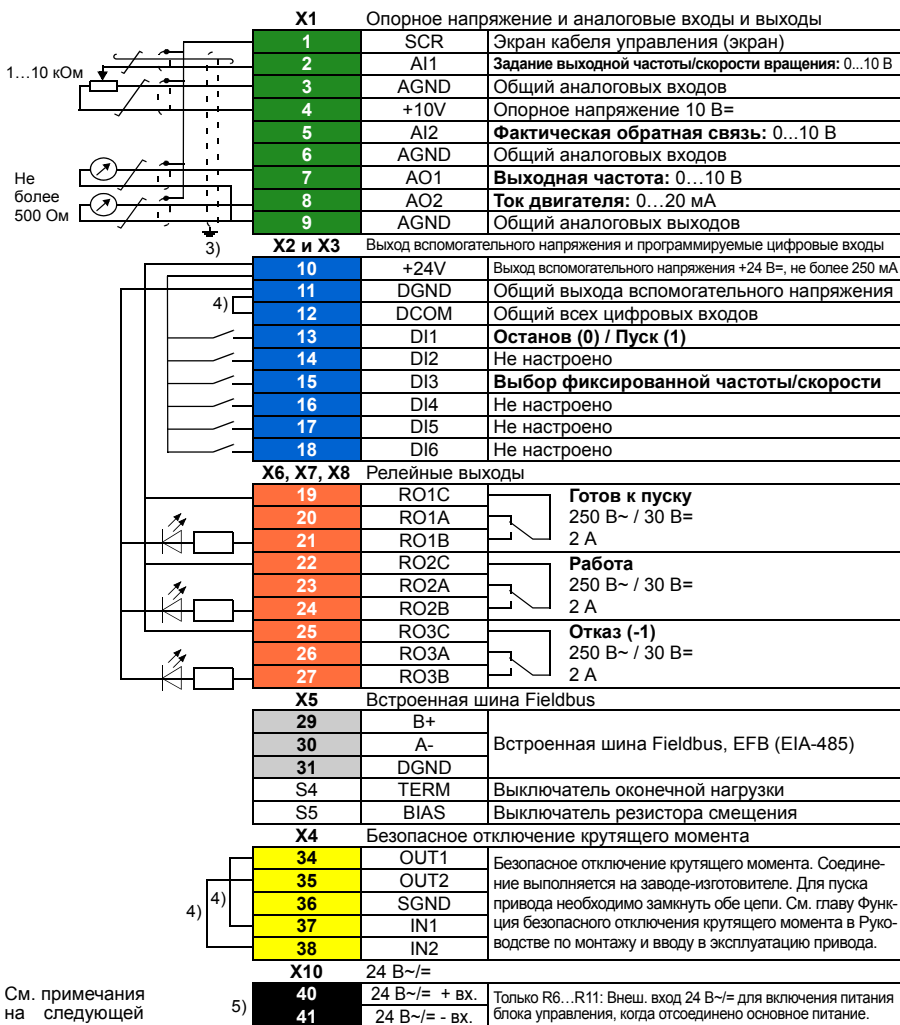 X1 Опорное напряжение и аналоговые входы и выходы
1 SCR Экран кабеля управления (экран)
2 AI1 Задание выходной частоты/скорости вращения: 0...10 В
1…10 кОм
3 AGND Общий аналоговых входов
4 +10V Опорное напряжение 10 В=
5 AI2 Фактическая обратная связь: 0...10 В
6 AGND Общий аналоговых входов
7 AO1 Выходная частота: 0…10 В
8 AO2 Ток двигателя: 0…20 мА
9 AGND Общий аналоговых выходов
Не
более
500 Ом
3)
X2 и X3 Выход вспомогательного напряжения и программируемые цифровые входы
10 +24V Выход вспомогательного напряжения +24 В=, не более 250 мА
11 DGND Общий выхода вспомогательного напряжения
4)
12 DCOM Общий всех цифровых входов
13 DI1 Останов (0) / Пуск (1)
14 DI2 Не настроено
15 DI3 Выбор фиксированной частоты/скорости
16 DI4 Не настроено
17 DI5 Не настроено
18 DI6 Не настроено
X6, X7, X8 Релейные выходы
19 RO1C Готов к пуску
20 RO1A 250 В~ / 30 В=
21 RO1B 2 А
22 RO2C Работа
23 RO2A 250 В~ / 30 В=
24 RO2B 2 А
25 RO3C Отказ (-1)
26 RO3A 250 В~ / 30 В=
27 RO3B 2 А
X5 Встроенная шина Fieldbus
29 B+
30 A- Встроенная шина Fieldbus, EFB (EIA-485)
31 DGND
S4 TERM Выключатель оконечной нагрузки
S5 BIAS Выключатель резистора смещения
X4 Безопасное отключение крутящего момента
34 OUT1 Безопасное отключение крутящего момента. Соедине-
35 OUT2 ние выполняется на заводе-изготовителе. Для пуска
36 SGND привода необходимо замкнуть обе цепи. См. главу Функ-
37 IN1 ция безопасного отключения крутящего момента в Руко-
38 IN2 водстве по монтажу и вводу в эксплуатацию привода.
4)
4)
X10 24 В~/=
40 24 В~/= + вх. Только R6…R11: Внеш. вход 24 В~/= для включения питания
41 24 В~/= - вх. блока управления, когда отсоединено основное питание.
5)
См. примечания
на следующей